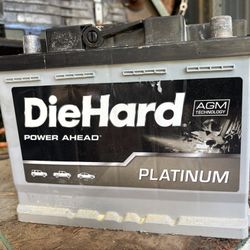 DieHard
AGM
TECHNOLOGY
POWER AHEAD
PLATINUM